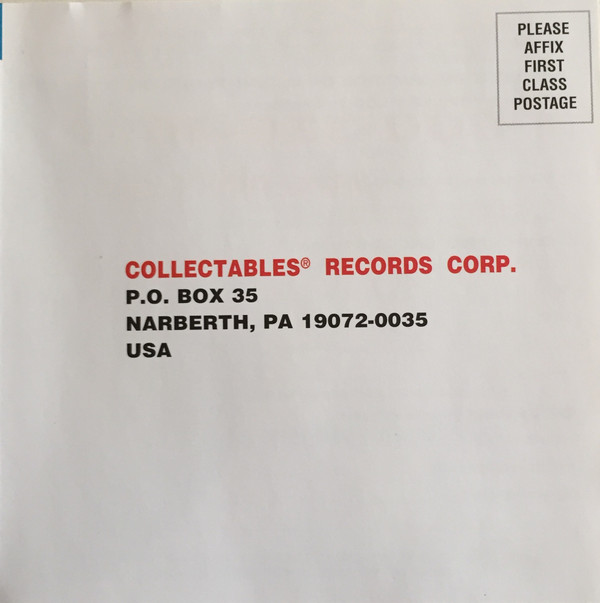 PLEASE
AFFIX
FIRST
CLASS
POSTAGE
COLLECTABLES® RECORDS CORP.
P.O. BOX 35
NARBERTH, PA 19072-0035
USA